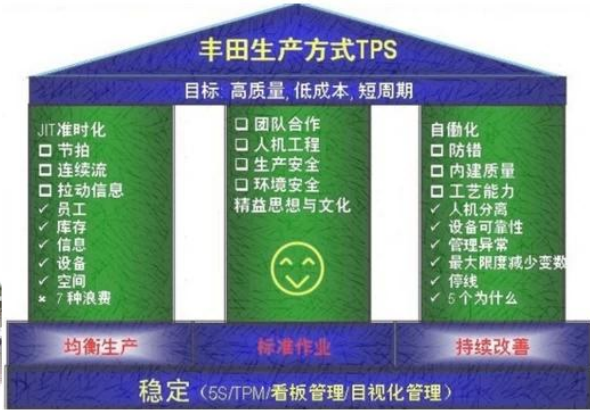 丰田生产方式TPS
目标: 高质量, 低成本, 短周期
JIT准时化
节拍
连续流
拉动信息
✓ 员工
✓ 库存
✓ 信息
✓ 设备
✓ 空间
× 7 种浪费
团队合作
人机工程
生产安全
环境安全
精益思想与文化
自働化
防错
内建质量
工艺能力
✓ 人机分离
✓ 设备可靠性
✓ 管理异常
✓ 最大限度减少变数
✓ 停线
✓ 5 个为什么
均衡生产
标准作业
持续改善
稳定（5S/TPM/看板管理/目视化管理）